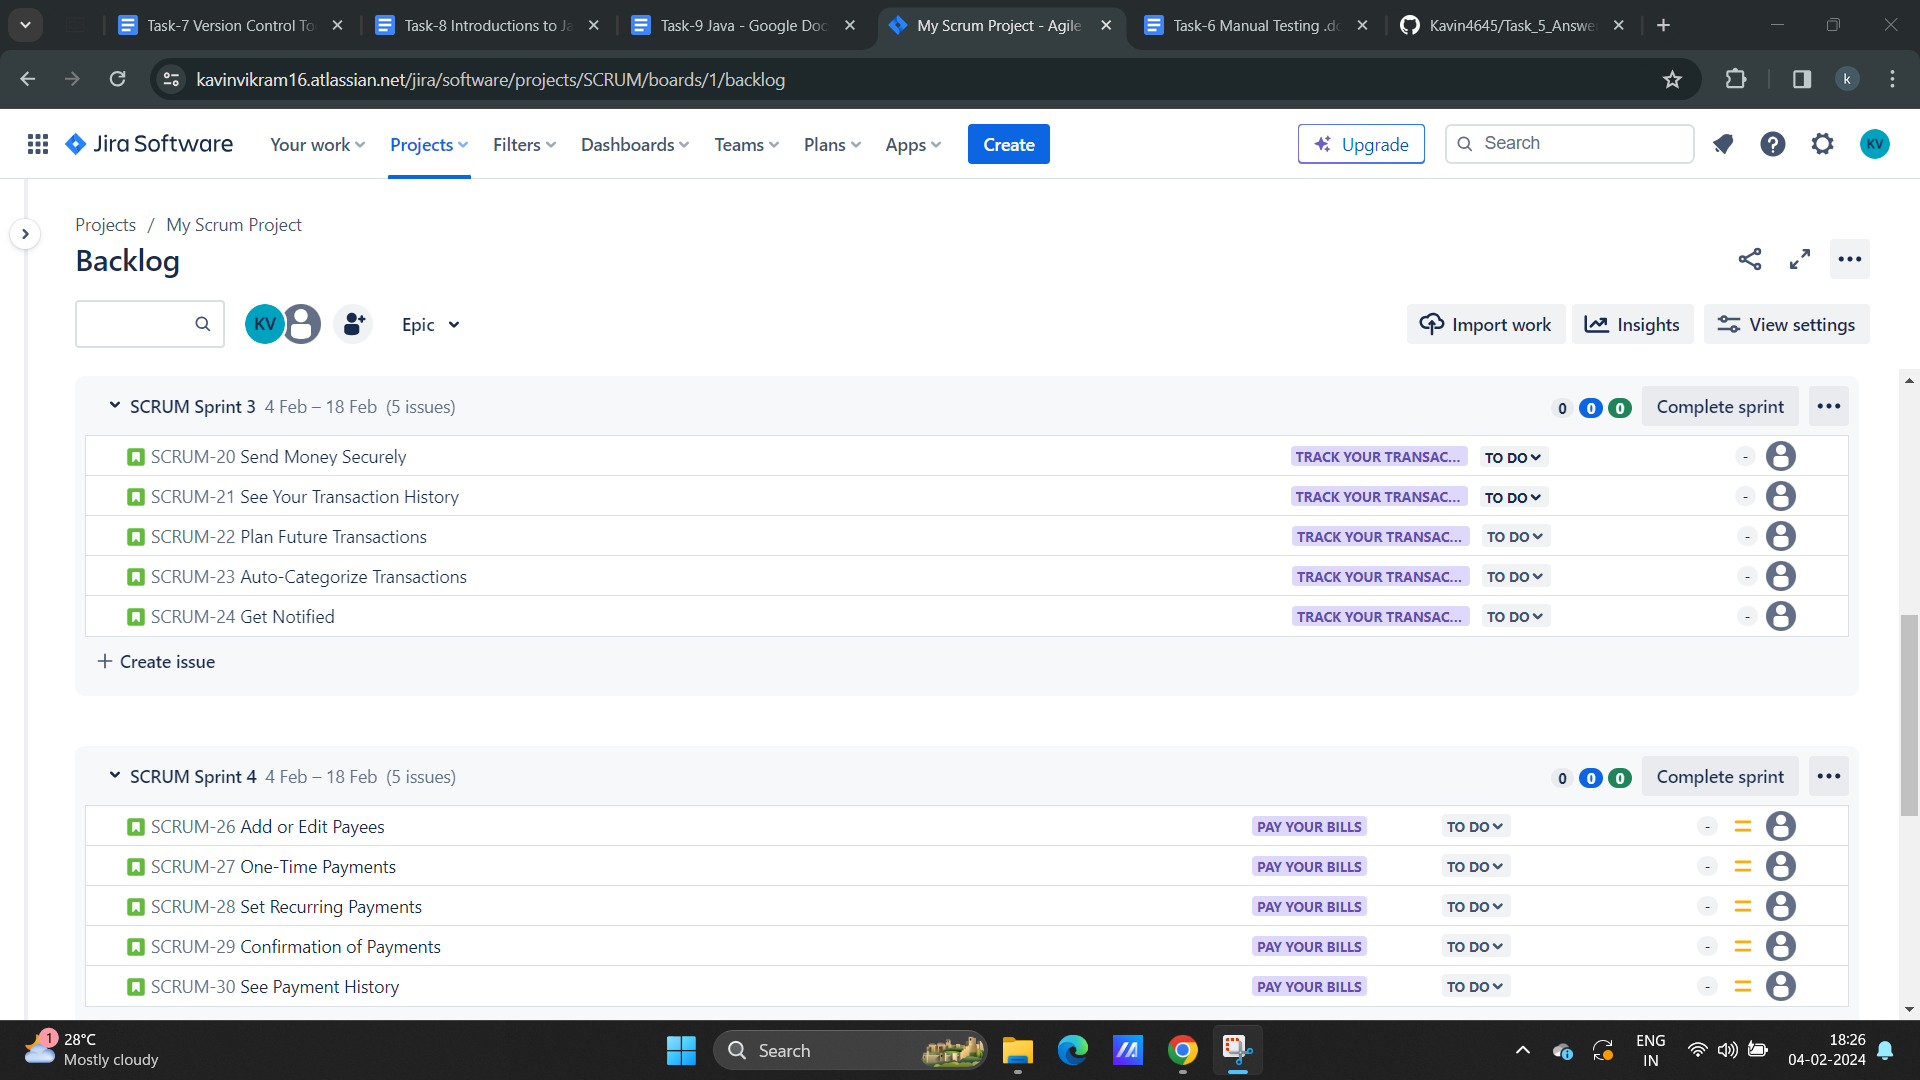 Task-7 Version Control To
Task-8 Introductions to Ja
Task-9 Java - Google Doc
My Scrum Project - Agile
Task-6 Manual Testing .do
Kavin4645/Task_5_Answe
kavinvikram16.atlassian.net/jira/software/projects/SCRUM/boards/1/backlog
k
Jira Software
Your work
Projects
Filters
Dashboards
Teams
Plans
Apps
Create
Upgrade
Search
KV
Projects / My Scrum Project
Backlog
KV
Epic
Import work
Insights
View settings
SCRUM Sprint 3 4 Feb – 18 Feb (5 issues)
0 0 0
Complete sprint
SCRUM-20 Send Money Securely TRACK YOUR TRANSAC... TO DO -
SCRUM-21 See Your Transaction History TRACK YOUR TRANSAC... TO DO -
SCRUM-22 Plan Future Transactions TRACK YOUR TRANSAC... TO DO -
SCRUM-23 Auto-Categorize Transactions TRACK YOUR TRANSAC... TO DO -
SCRUM-24 Get Notified TRACK YOUR TRANSAC... TO DO -
+ Create issue
SCRUM Sprint 4 4 Feb – 18 Feb (5 issues)
0 0 0
Complete sprint
SCRUM-26 Add or Edit Payees PAY YOUR BILLS TO DO -
SCRUM-27 One-Time Payments PAY YOUR BILLS TO DO -
SCRUM-28 Set Recurring Payments PAY YOUR BILLS TO DO -
SCRUM-29 Confirmation of Payments PAY YOUR BILLS TO DO -
SCRUM-30 See Payment History PAY YOUR BILLS TO DO -
1
28°C
Mostly cloudy
Search
ENG
IN
18:26
04-02-2024